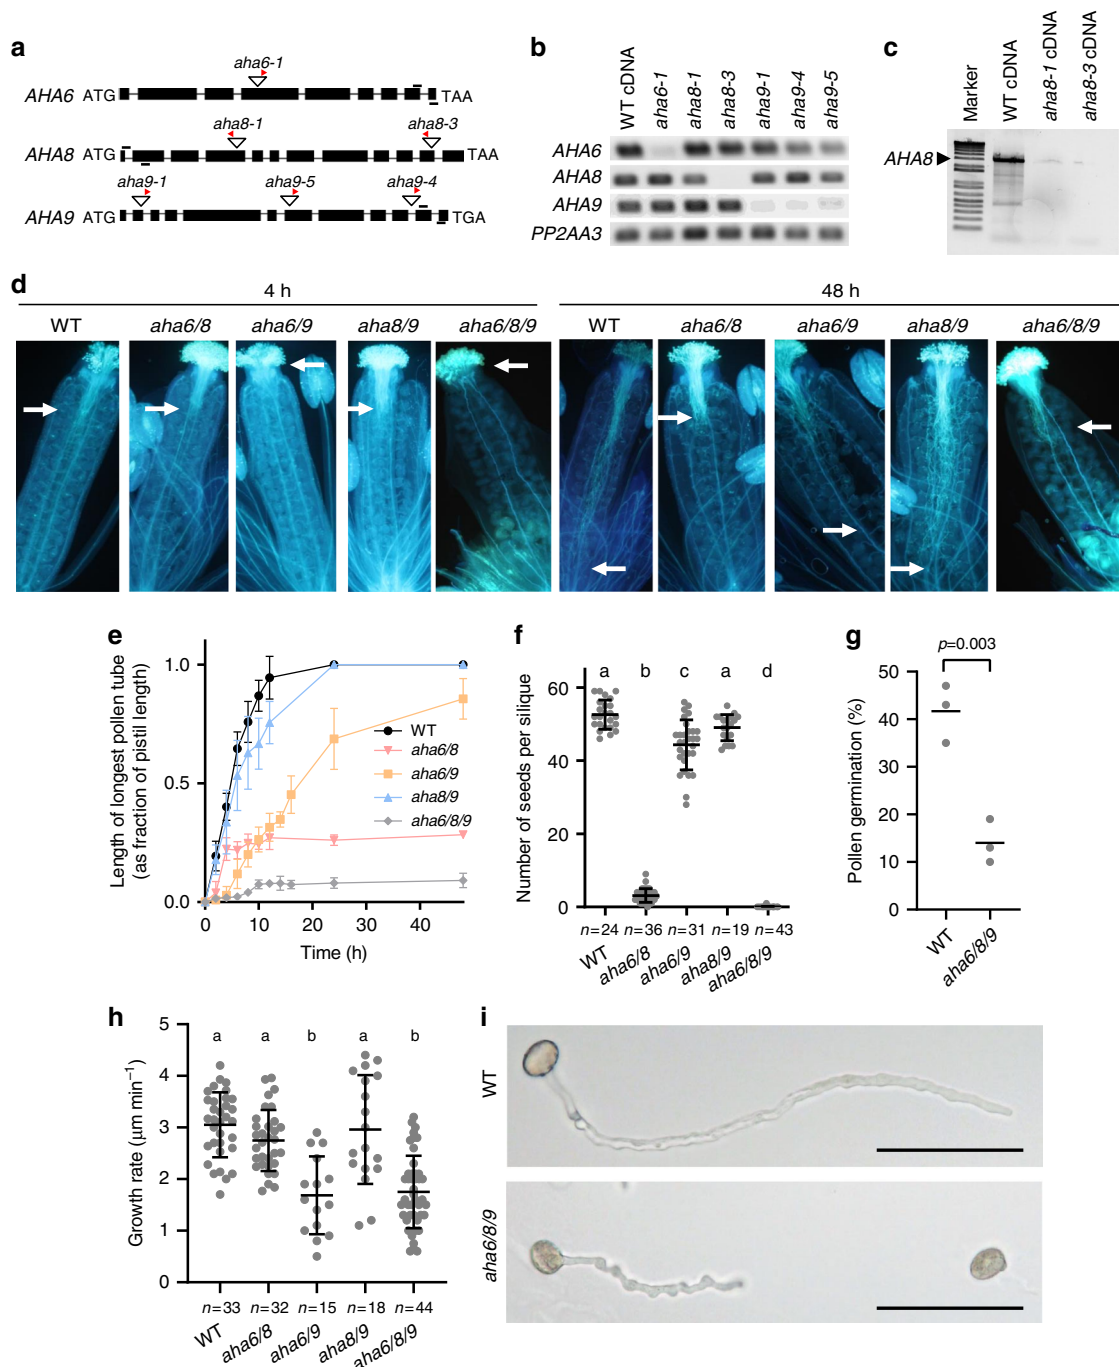 a
aha6-1
AHA6 ATG TAA
aha8-1 aha8-3
AHA8 ATG TAA
aha9-1 aha9-5 aha9-4
AHA9 ATG TGA
b
WT cDNA
aha6-1
aha8-1
aha8-3
aha9-1
aha9-4
aha9-5
AHA6
AHA8
AHA9
PP2AA3
c
Marker
WT cDNA
aha8-1 cDNA
aha8-3 cDNA
AHA8
d
4 h
48 h
WT aha6/8 aha6/9 aha8/9 aha6/8/9
WT aha6/8 aha6/9 aha8/9 aha6/8/9
e
Length of longest pollen tube
(as fraction of pistil length)
1.0
0.5
0.0
0 10 20 30 40
Time (h)
WT
aha6/8
aha6/9
aha8/9
aha6/8/9
f
Number of seeds per silique
60
40
20
0
a b c a d
n=24 n=36 n=31 n=19 n=43
WT
aha6/8
aha6/9
aha8/9
aha6/8/9
g
p=0.003
Pollen germination (%)
50
40
30
20
10
0
WT
aha6/8/9
h
Growth rate (μm min⁻¹)
5
4
3
2
1
0
a a b a b
n=33 n=32 n=15 n=18 n=44
WT
aha6/8
aha6/9
aha8/9
aha6/8/9
i
WT
aha6/8/9